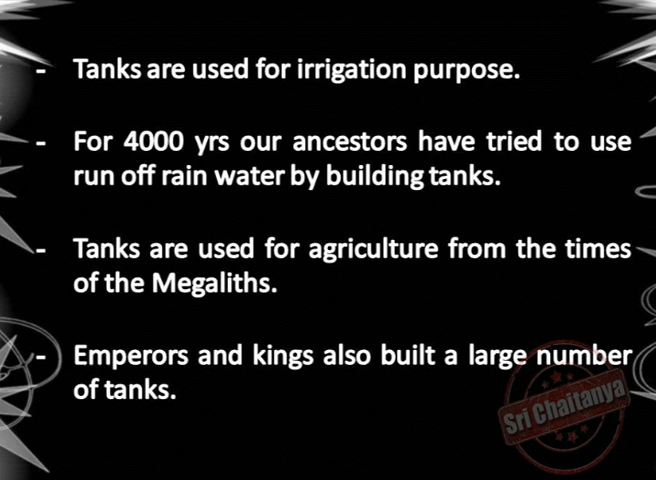 - Tanks are used for irrigation purpose.
- For 4000 yrs our ancestors have tried to use
run off rain water by building tanks.
- Tanks are used for agriculture from the times
of the Megaliths.
- Emperors and kings also built a large number
of tanks.
Sri Chaitanya